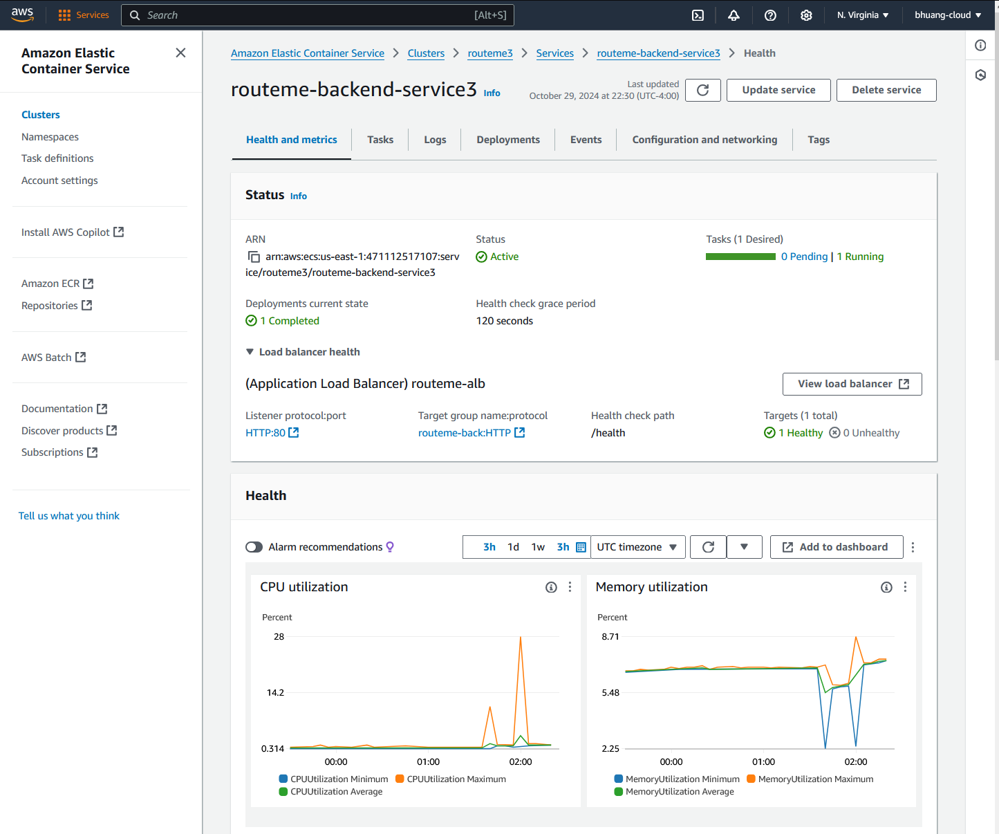 aws
Services
Search
[Alt+S]
N. Virginia
bhuang-cloud
Amazon Elastic
Container Service
Clusters
Namespaces
Task definitions
Account settings
Install AWS Copilot
Amazon ECR
Repositories
AWS Batch
Documentation
Discover products
Subscriptions
Tell us what you think
Amazon Elastic Container Service > Clusters > routeme3 > Services > routeme-backend-service3 > Health
routeme-backend-service3 Info
Last updated
October 29, 2024 at 22:30 (UTC-4:00)
Update service
Delete service
Health and metrics
Tasks
Logs
Deployments
Events
Configuration and networking
Tags
Status Info
ARN
arn:aws:ecs:us-east-1:471112517107:serv
ice/routeme3/routeme-backend-service3
Status
Active
Tasks (1 Desired)
0 Pending | 1 Running
Deployments current state
1 Completed
Health check grace period
120 seconds
Load balancer health
(Application Load Balancer) routeme-alb
View load balancer
Listener protocol:port
HTTP:80
Target group name:protocol
routeme-back:HTTP
Health check path
/health
Targets (1 total)
1 Healthy 0 Unhealthy
Health
Alarm recommendations
3h 1d 1w 3h
UTC timezone
Add to dashboard
CPU utilization
Percent
28
14.2
0.314
00:00 01:00 02:00
CPUUtilization Minimum CPUUtilization Maximum
CPUUtilization Average
Memory utilization
Percent
8.71
5.48
2.25
00:00 01:00 02:00
MemoryUtilization Minimum MemoryUtilization Maximum
MemoryUtilization Average